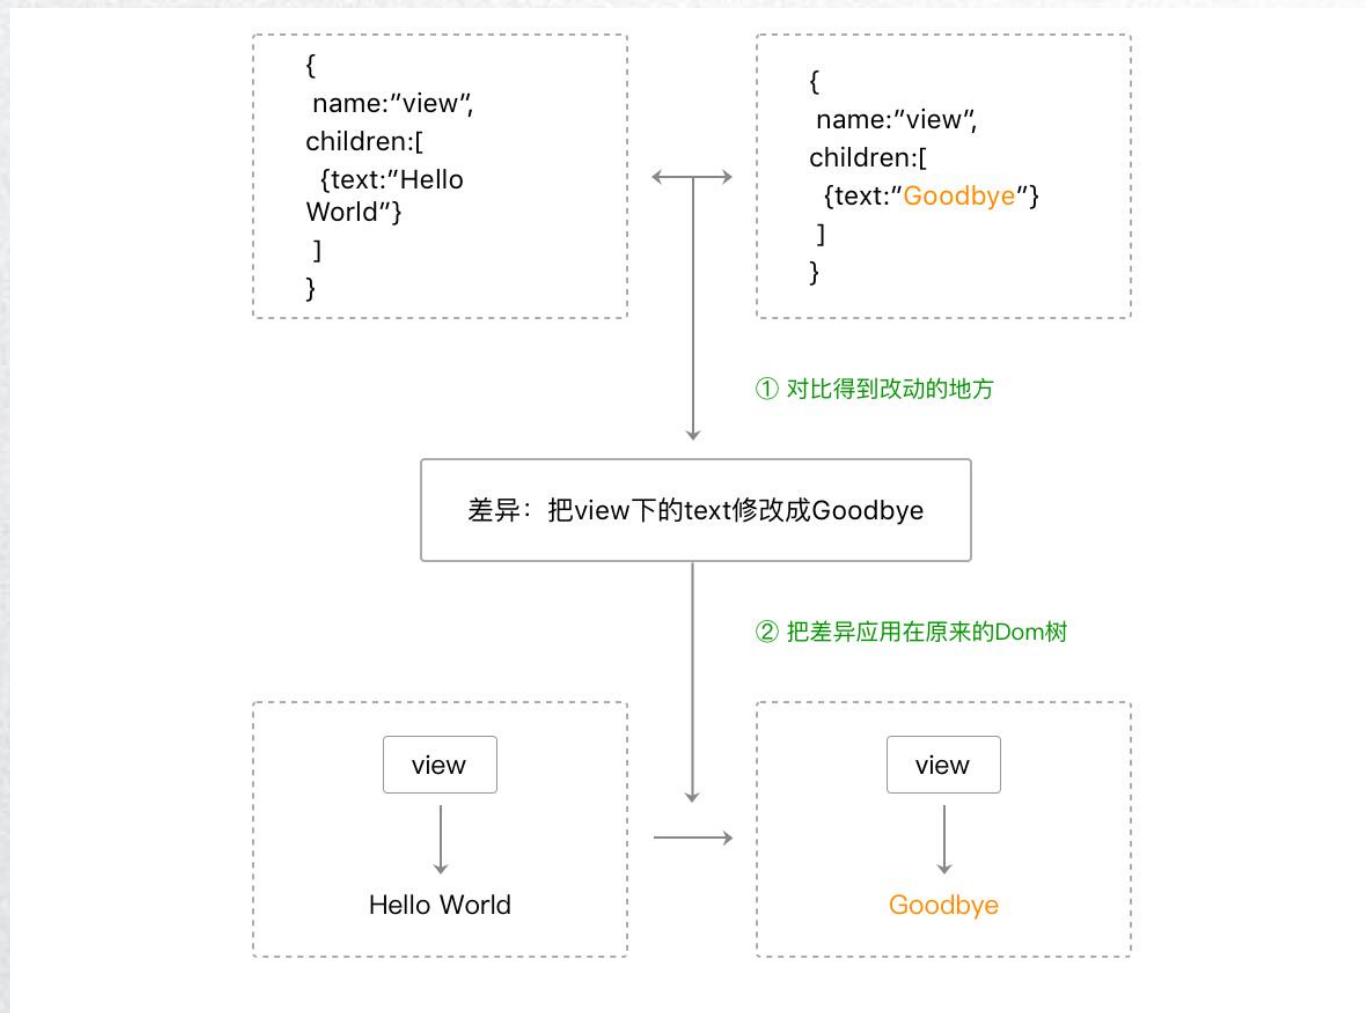 {
name:”view”,
children:[
{text:”Hello
World”}
]
}
{
name:”view”,
children:[
{text:”Goodbye”}
]
}
① 对比得到改动的地方
差异：把view下的text修改成Goodbye
② 把差异应用在原来的Dom树
view
Hello World
view
Goodbye